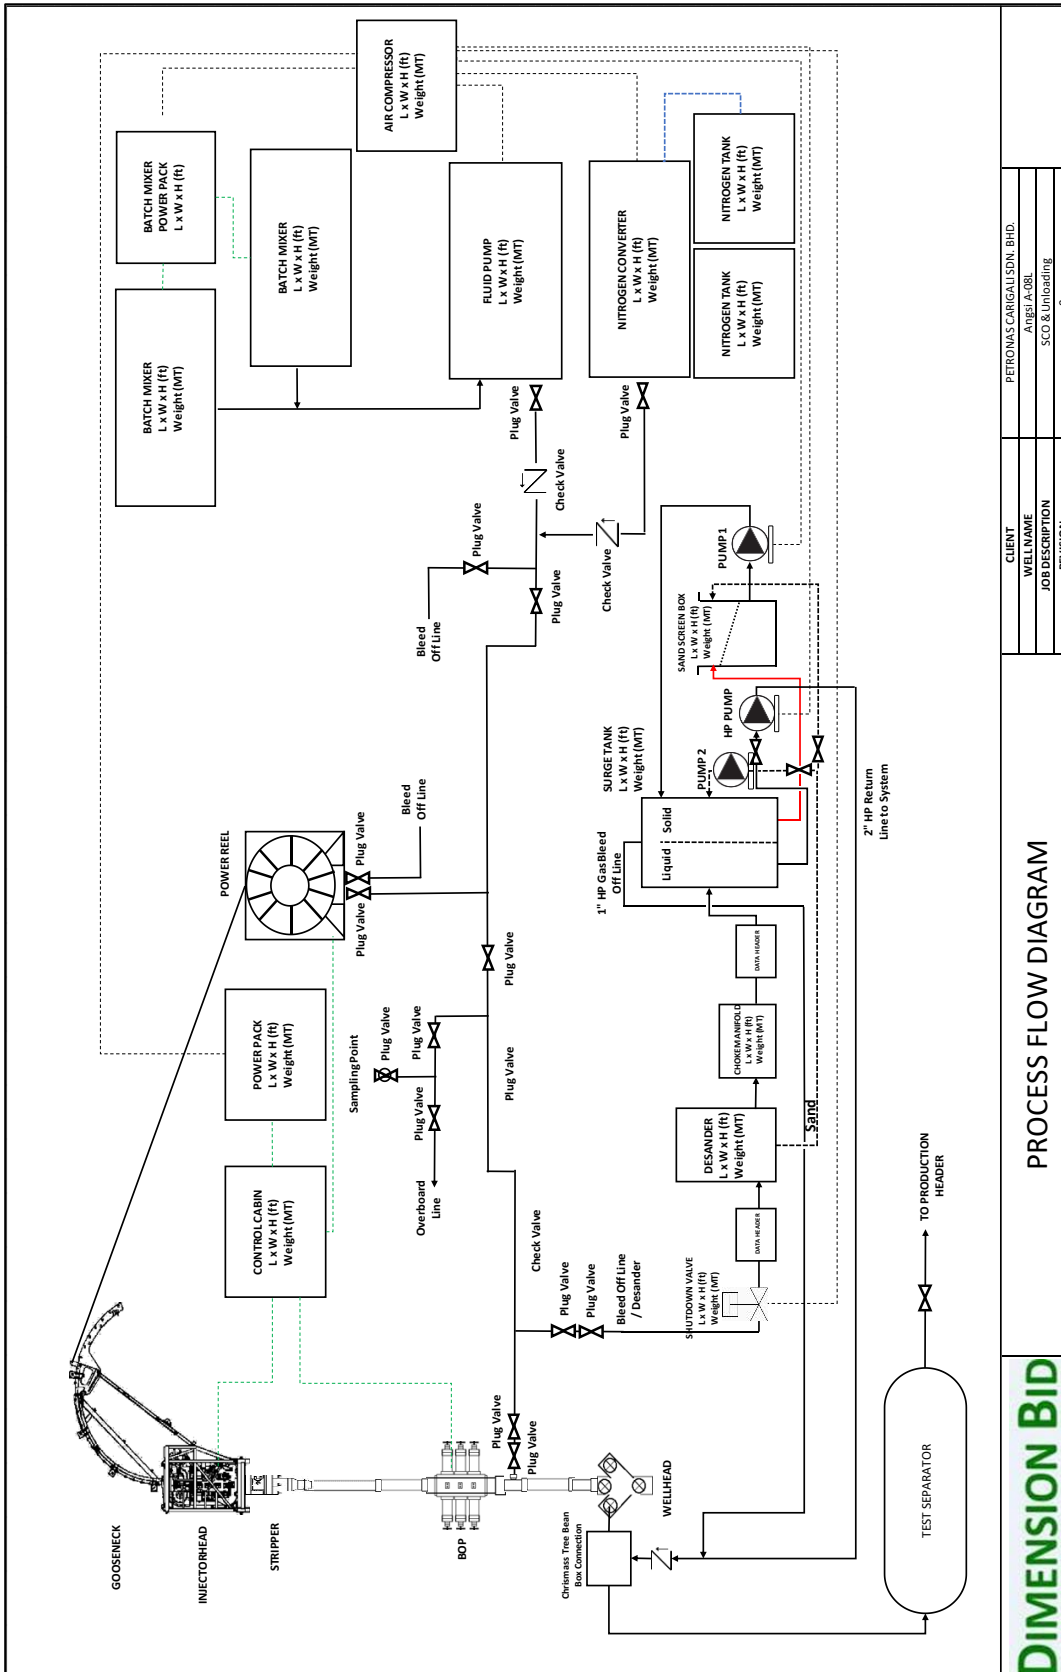 GOOSENECK
INJECTORHEAD
STRIPPER
BOP
WELLHEAD
Chrismass Tree Bean
Box Connection
CONTROL CABIN
L x W x H (ft)
Weight (MT)
POWER PACK
L x W x H (ft)
Weight (MT)
POWER REEL
BATCH MIXER
L x W x H (ft)
Weight (MT)
BATCH MIXER
POWER PACK
L x W x H (ft)
BATCH MIXER
L x W x H (ft)
Weight (MT)
AIR COMPRESSOR
L x W x H (ft)
Weight (MT)
FLUID PUMP
L x W x H (ft)
Weight (MT)
NITROGEN CONVERTER
L x W x H (ft)
Weight (MT)
NITROGEN TANK
L x W x H (ft)
Weight (MT)
NITROGEN TANK
L x W x H (ft)
Weight (MT)
Plug Valve
Plug Valve
Bleed
Off Line
Sampling Point
Plug Valve
Plug Valve
Plug Valve
Overboard
Line
Plug Valve
Plug Valve
Bleed
Off Line
Plug Valve
Plug Valve
Check Valve
Plug Valve
Check Valve
Plug Valve
Plug Valve
Plug Valve
Check Valve
Plug Valve
Plug Valve
Bleed Off Line
/ Desander
SHUTDOWN VALVE
L x W x H (ft)
Weight (MT)
DATA HEADER
DESANDER
L x W x H (ft)
Weight (MT)
Sand
CHOKE MANIFOLD
L x W x H (ft)
Weight (MT)
DATA HEADER
1" HP Gas Bleed
Off Line
SURGE TANK
L x W x H (ft)
Weight (MT)
Liquid
Solid
PUMP 2
HP PUMP
SAND SCREEN BOX
L x W x H (ft)
Weight (MT)
PUMP 1
2" HP Return
Line to System
TEST SEPARATOR
TO PRODUCTION
HEADER
DIMENSION BID
PROCESS FLOW DIAGRAM
CLIENT PETRONAS CARIGALI SDN. BHD.
WELL NAME Angsi A-08L
JOB DESCRIPTION SCO & Unloading